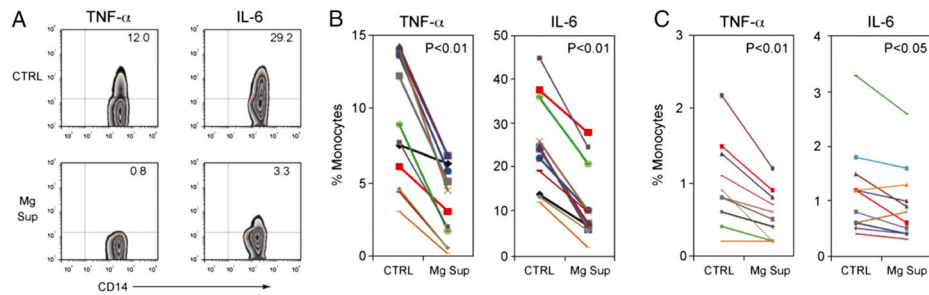 A
TNF-α
IL-6
CTRL
12.0
29.2
Mg
Sup
0.8
3.3
CD14
B
TNF-α
IL-6
% Monocytes
15
10
5
0
P<0.01
CTRL
Mg Sup
50
40
30
20
10
0
P<0.01
CTRL
Mg Sup
C
TNF-α
IL-6
% Monocytes
3
2
1
0
P<0.01
CTRL
Mg Sup
4
3
2
1
0
P<0.05
CTRL
Mg Sup